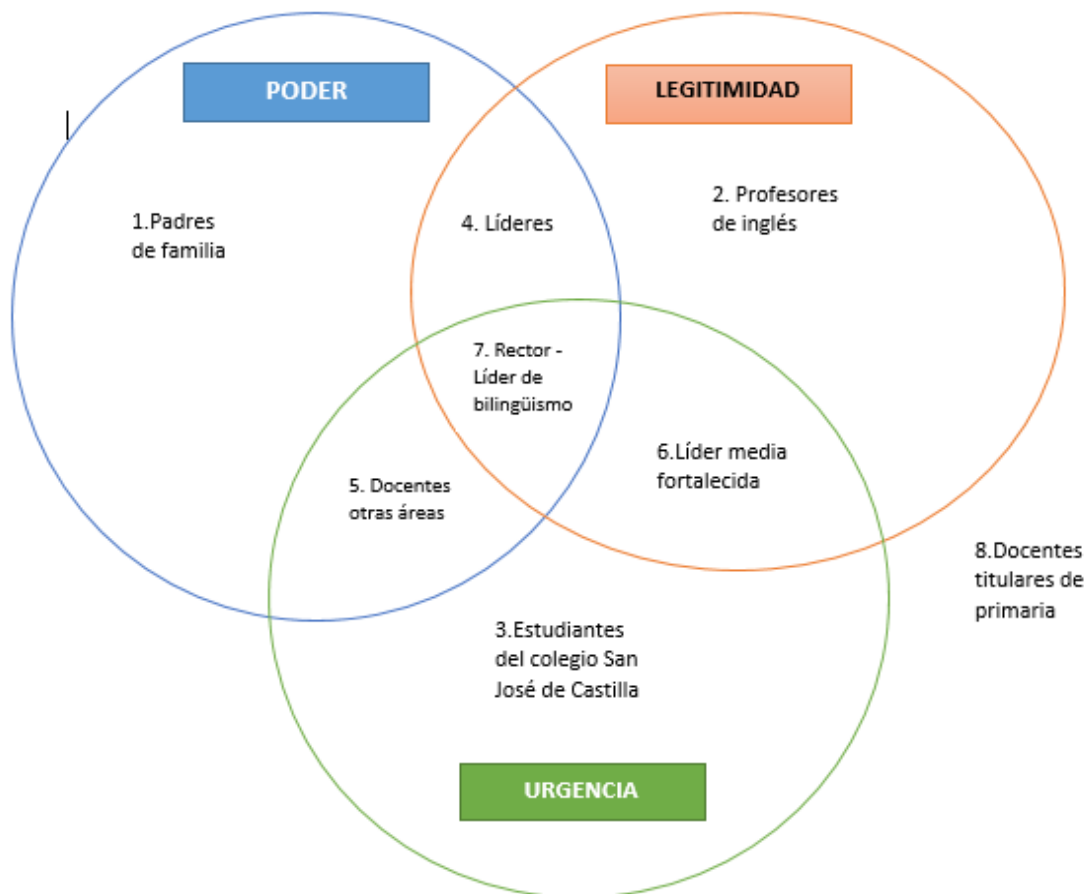 PODER
LEGITIMIDAD
1.Padres
de familia
4. Líderes
2. Profesores
de inglés
7. Rector -
Líder de
bilingüismo
6.Líder media
fortalecida
5. Docentes
otras áreas
8.Docentes
titulares de
primaria
3.Estudiantes
del colegio San
José de Castilla
URGENCIA